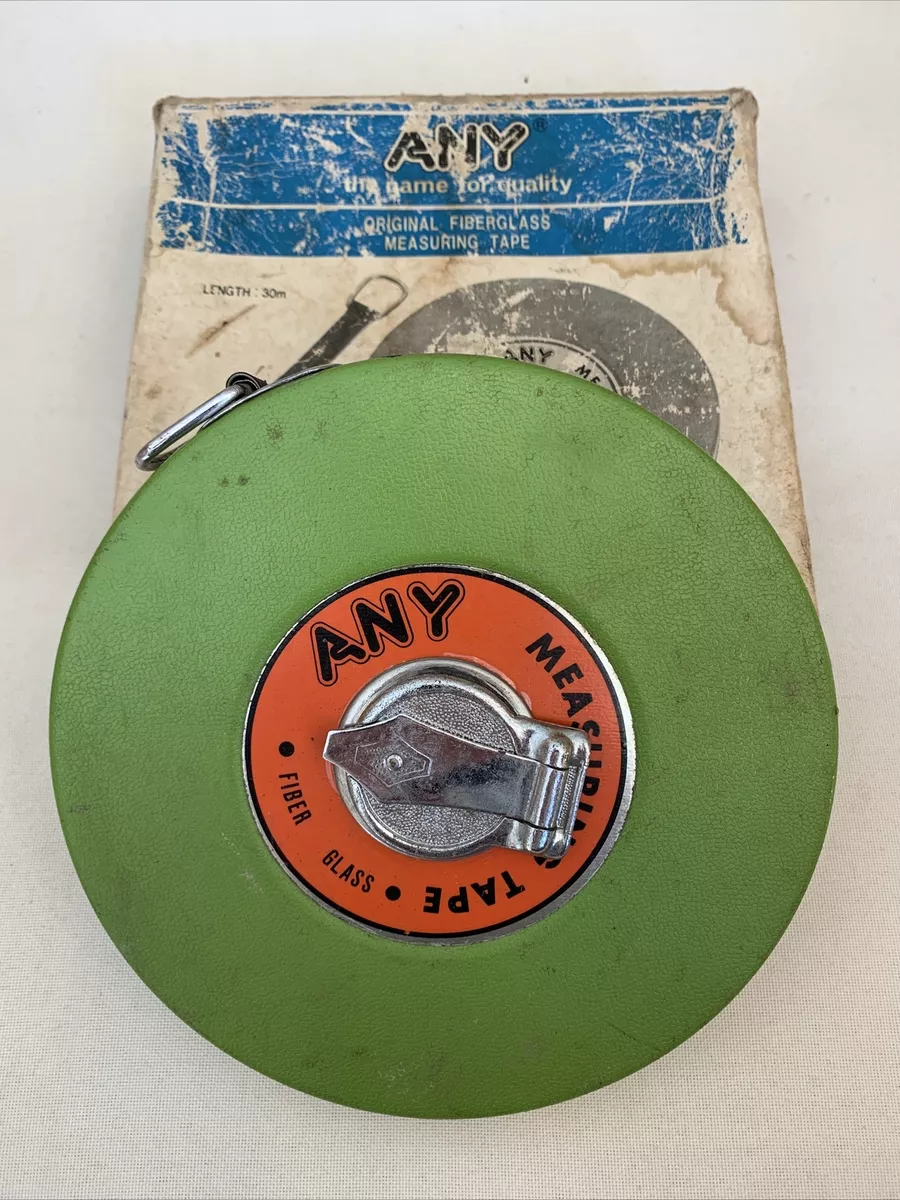 ANY®
the name for quality
ORIGINAL FIBERGLASS
MEASURING TAPE
LENGTH : 30m
ANY
ANY
MEASURING TAPE
• FIBER GLASS •